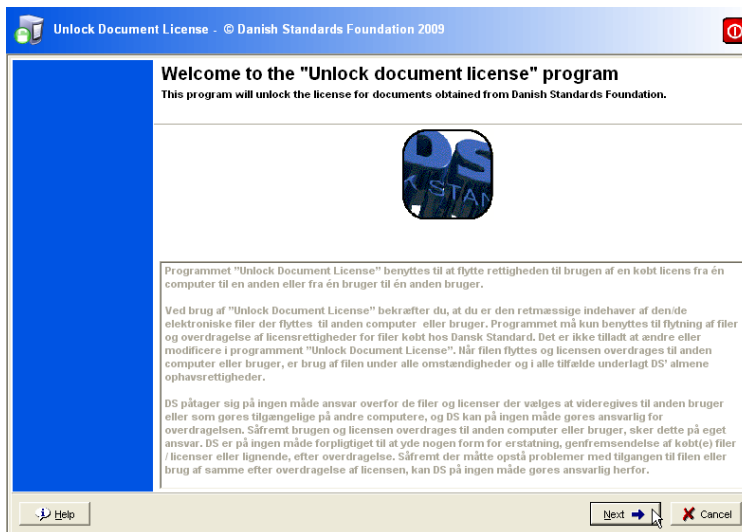 Unlock Document License - © Danish Standards Foundation 2009
Welcome to the "Unlock document license" program
This program will unlock the license for documents obtained from Danish Standards Foundation.
DS
K STAN
Programmet "Unlock Document License" benyttes til at flytte rettigheden til brugen af en købt licens fra én
computer til en anden eller fra én bruger til én anden bruger.
Ved brug af "Unlock Document License" bekræfter du, at du er den retmæssige indehaver af den/de
elektroniske filer der flyttes til anden computer eller bruger. Programmet må kun benyttes til flytning af filer
og overdragelse af licensrettigheder for filer købt hos Dansk Standard. Det er ikke tilladt at ændre eller
modificere i programment "Unlock Document License". Når filen flyttes og licensen overdrages til anden
computer eller bruger, er brug af filen under alle omstændigheder og i alle tilfælde underlagt DS' almene
ophavsrettigheder.
DS påtager sig på ingen måde ansvar overfor de filer og licenser der vælges at videregives til anden bruger
eller som gøres tilgængelige på andre computere, og DS kan på ingen måde gøres ansvarlig for
overdragelsen. Såfremt brugen og licensen overdrages til anden computer eller bruger, sker dette på eget
ansvar. DS er på ingen måde forpligtiget til at yde nogen form for erstatning, genfremsendelse af købt(e) filer
/ licenser eller lignende, efter overdragelse. Såfremt der måtte opstå problemer med tilgangen til filen eller
brug af samme efter overdragelse af licensen, kan DS på ingen måde gøres ansvarlig herfor.
Help
Next
Cancel